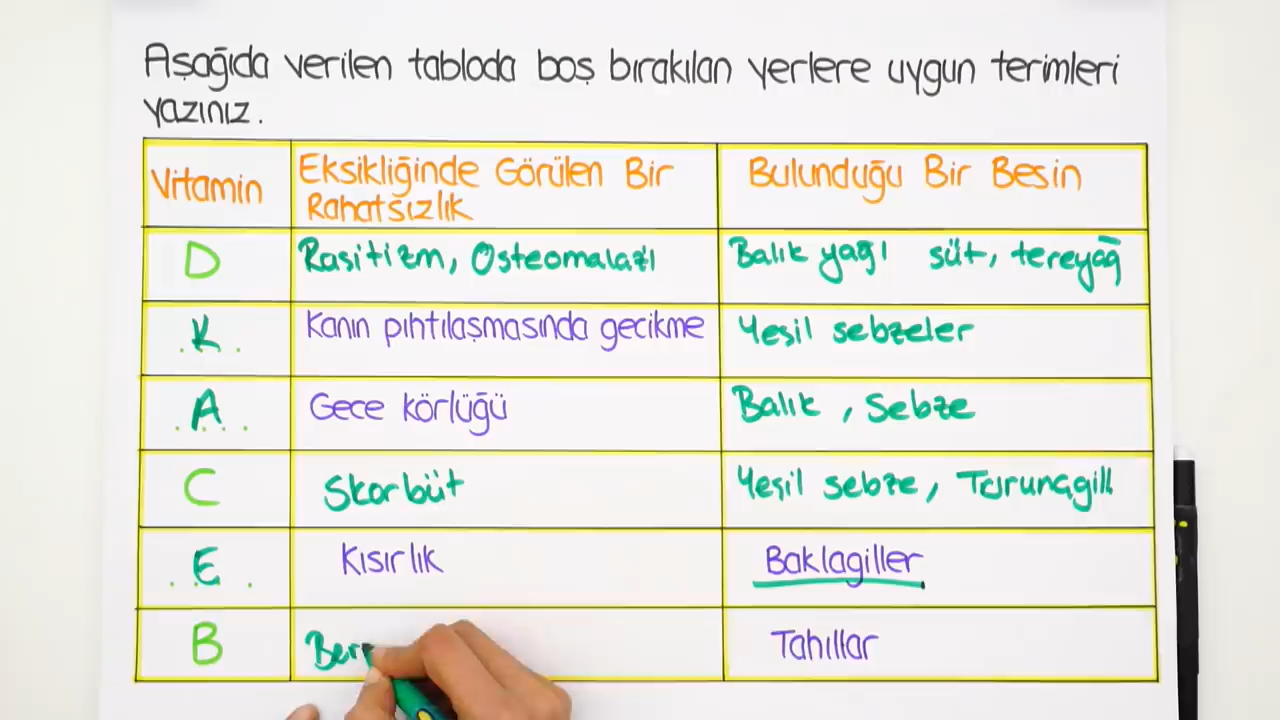 Aşağıda verilen tabloda boş bırakılan yerlere uygun terimleri
yazınız.
Vitamin
Eksikliğinde Görülen Bir
Rahatsızlık
Bulunduğu Bir Besin
D
Raşitizm, Osteomalazi
Balık yağı süt, tereyağ
K
Kanın pıhtılaşmasında gecikme
Yeşil sebzeler
A
Gece körlüğü
Balık, Sebze
C
Skorbüt
Yeşil sebze, Turunçgill
E
Kısırlık
Baklagiller
B
Ber
Tahıllar